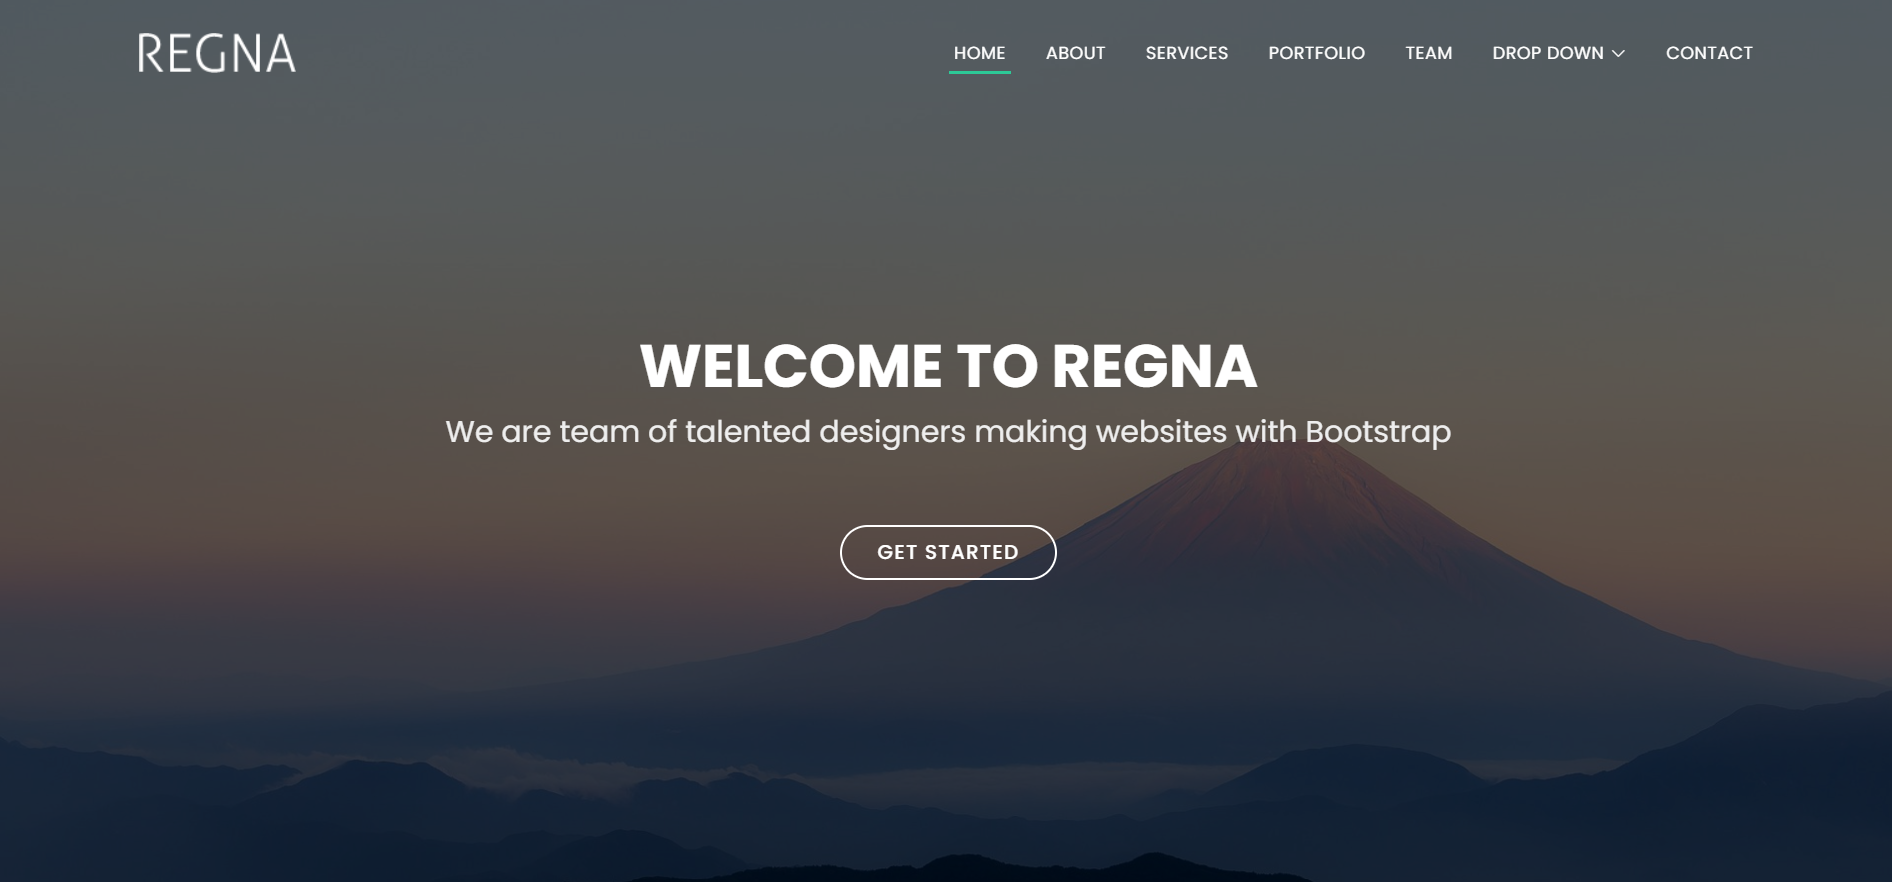 REGNA
HOME ABOUT SERVICES PORTFOLIO TEAM DROP DOWN CONTACT
WELCOME TO REGNA
We are team of talented designers making websites with Bootstrap
GET STARTED